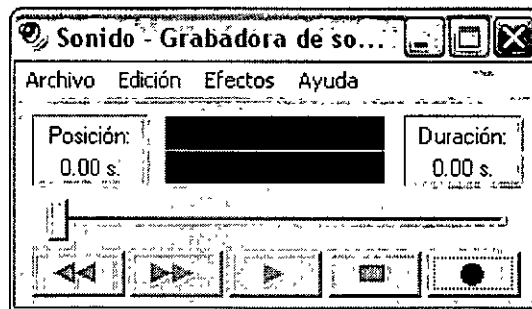 Sonido - Grabadora de so...
Archivo Edición Efectos Ayuda
Posición: Duración:
0.00 s. 0.00 s.